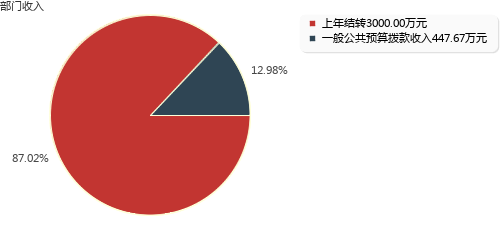 部门收入
上年结转3000.00万元
一般公共预算拨款收入447.67万元
12.98%
87.02%